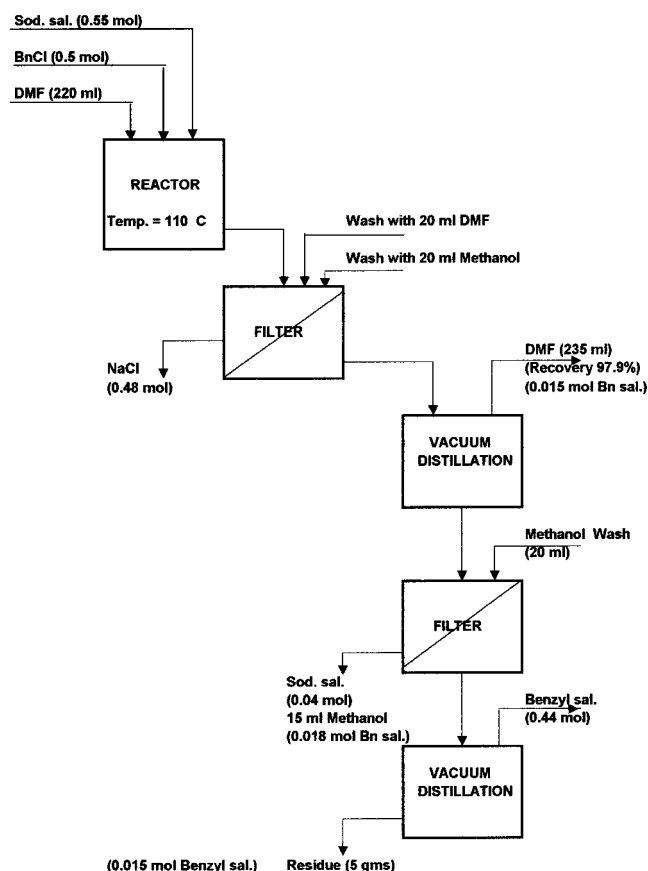 Sod. sal. (0.55 mol)
BnCl (0.5 mol)
DMF (220 ml)
REACTOR
Temp. = 110 C
Wash with 20 ml DMF
Wash with 20 ml Methanol
FILTER
NaCl
(0.48 mol)
DMF (235 ml)
(Recovery 97.9%)
(0.015 mol Bn sal.)
VACUUM
DISTILLATION
Methanol Wash
(20 ml)
FILTER
Sod. sal.
(0.04 mol)
15 ml Methanol
(0.018 mol Bn sal.)
Benzyl sal.
(0.44 mol)
VACUUM
DISTILLATION
(0.015 mol Benzyl sal.) Residue (5 gms)